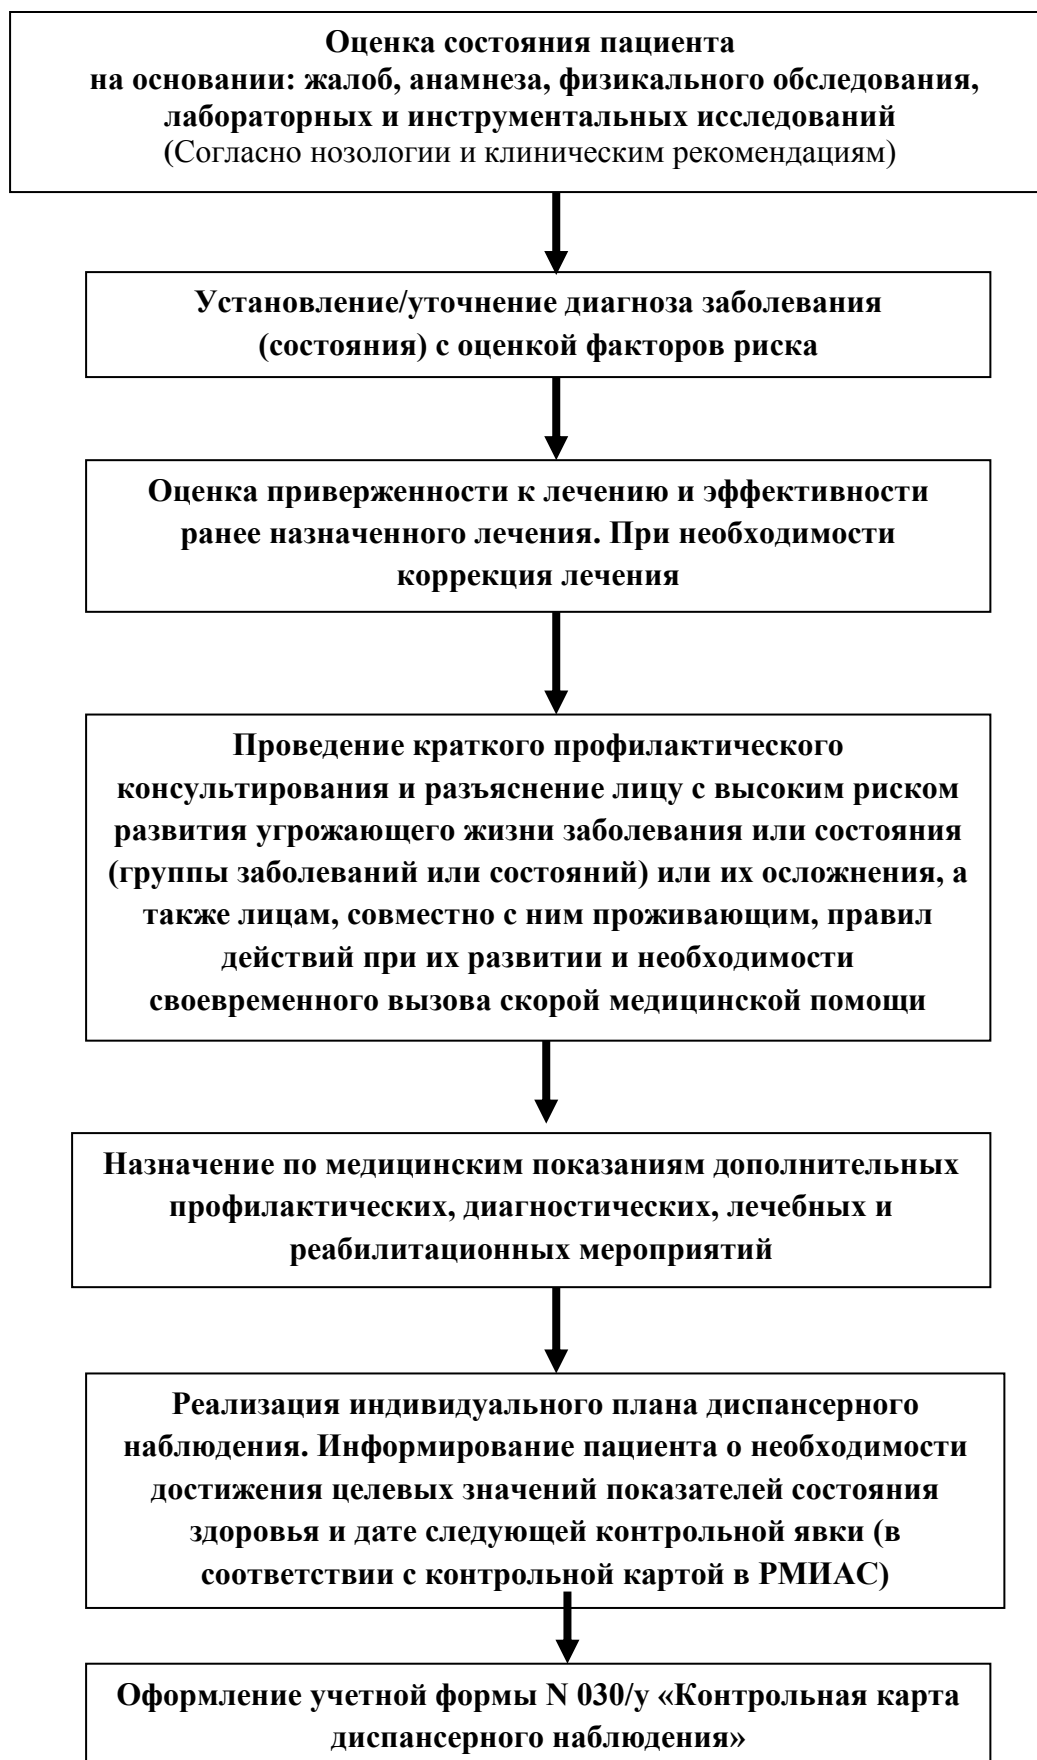 Оценка состояния пациента
на основании: жалоб, анамнеза, физикального обследования,
лабораторных и инструментальных исследований
(Согласно нозологии и клиническим рекомендациям)
Установление/уточнение диагноза заболевания
(состояния) с оценкой факторов риска
Оценка приверженности к лечению и эффективности
ранее назначенного лечения. При необходимости
коррекция лечения
Проведение краткого профилактического
консультирования и разъяснение лицу с высоким риском
развития угрожающего жизни заболевания или состояния
(группы заболеваний или состояний) или их осложнения, а
также лицам, совместно с ним проживающим, правил
действий при их развитии и необходимости
своевременного вызова скорой медицинской помощи
Назначение по медицинским показаниям дополнительных
профилактических, диагностических, лечебных и
реабилитационных мероприятий
Реализация индивидуального плана диспансерного
наблюдения. Информирование пациента о необходимости
достижения целевых значений показателей состояния
здоровья и дате следующей контрольной явки (в
соответствии с контрольной картой в РМИАС)
Оформление учетной формы N 030/у «Контрольная карта
диспансерного наблюдения»